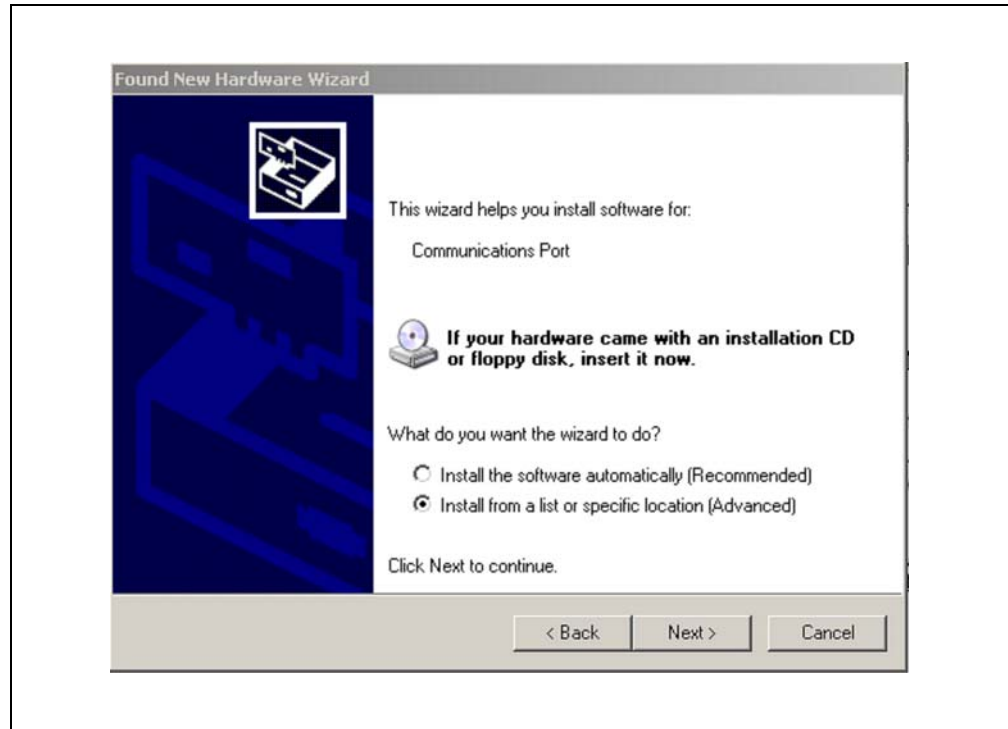 Found New Hardware Wizard
This wizard helps you install software for:
Communications Port
If your hardware came with an installation CD
or floppy disk, insert it now.
What do you want the wizard to do?
Install the software automatically (Recommended)
Install from a list or specific location (Advanced)
Click Next to continue.
< Back Next > Cancel